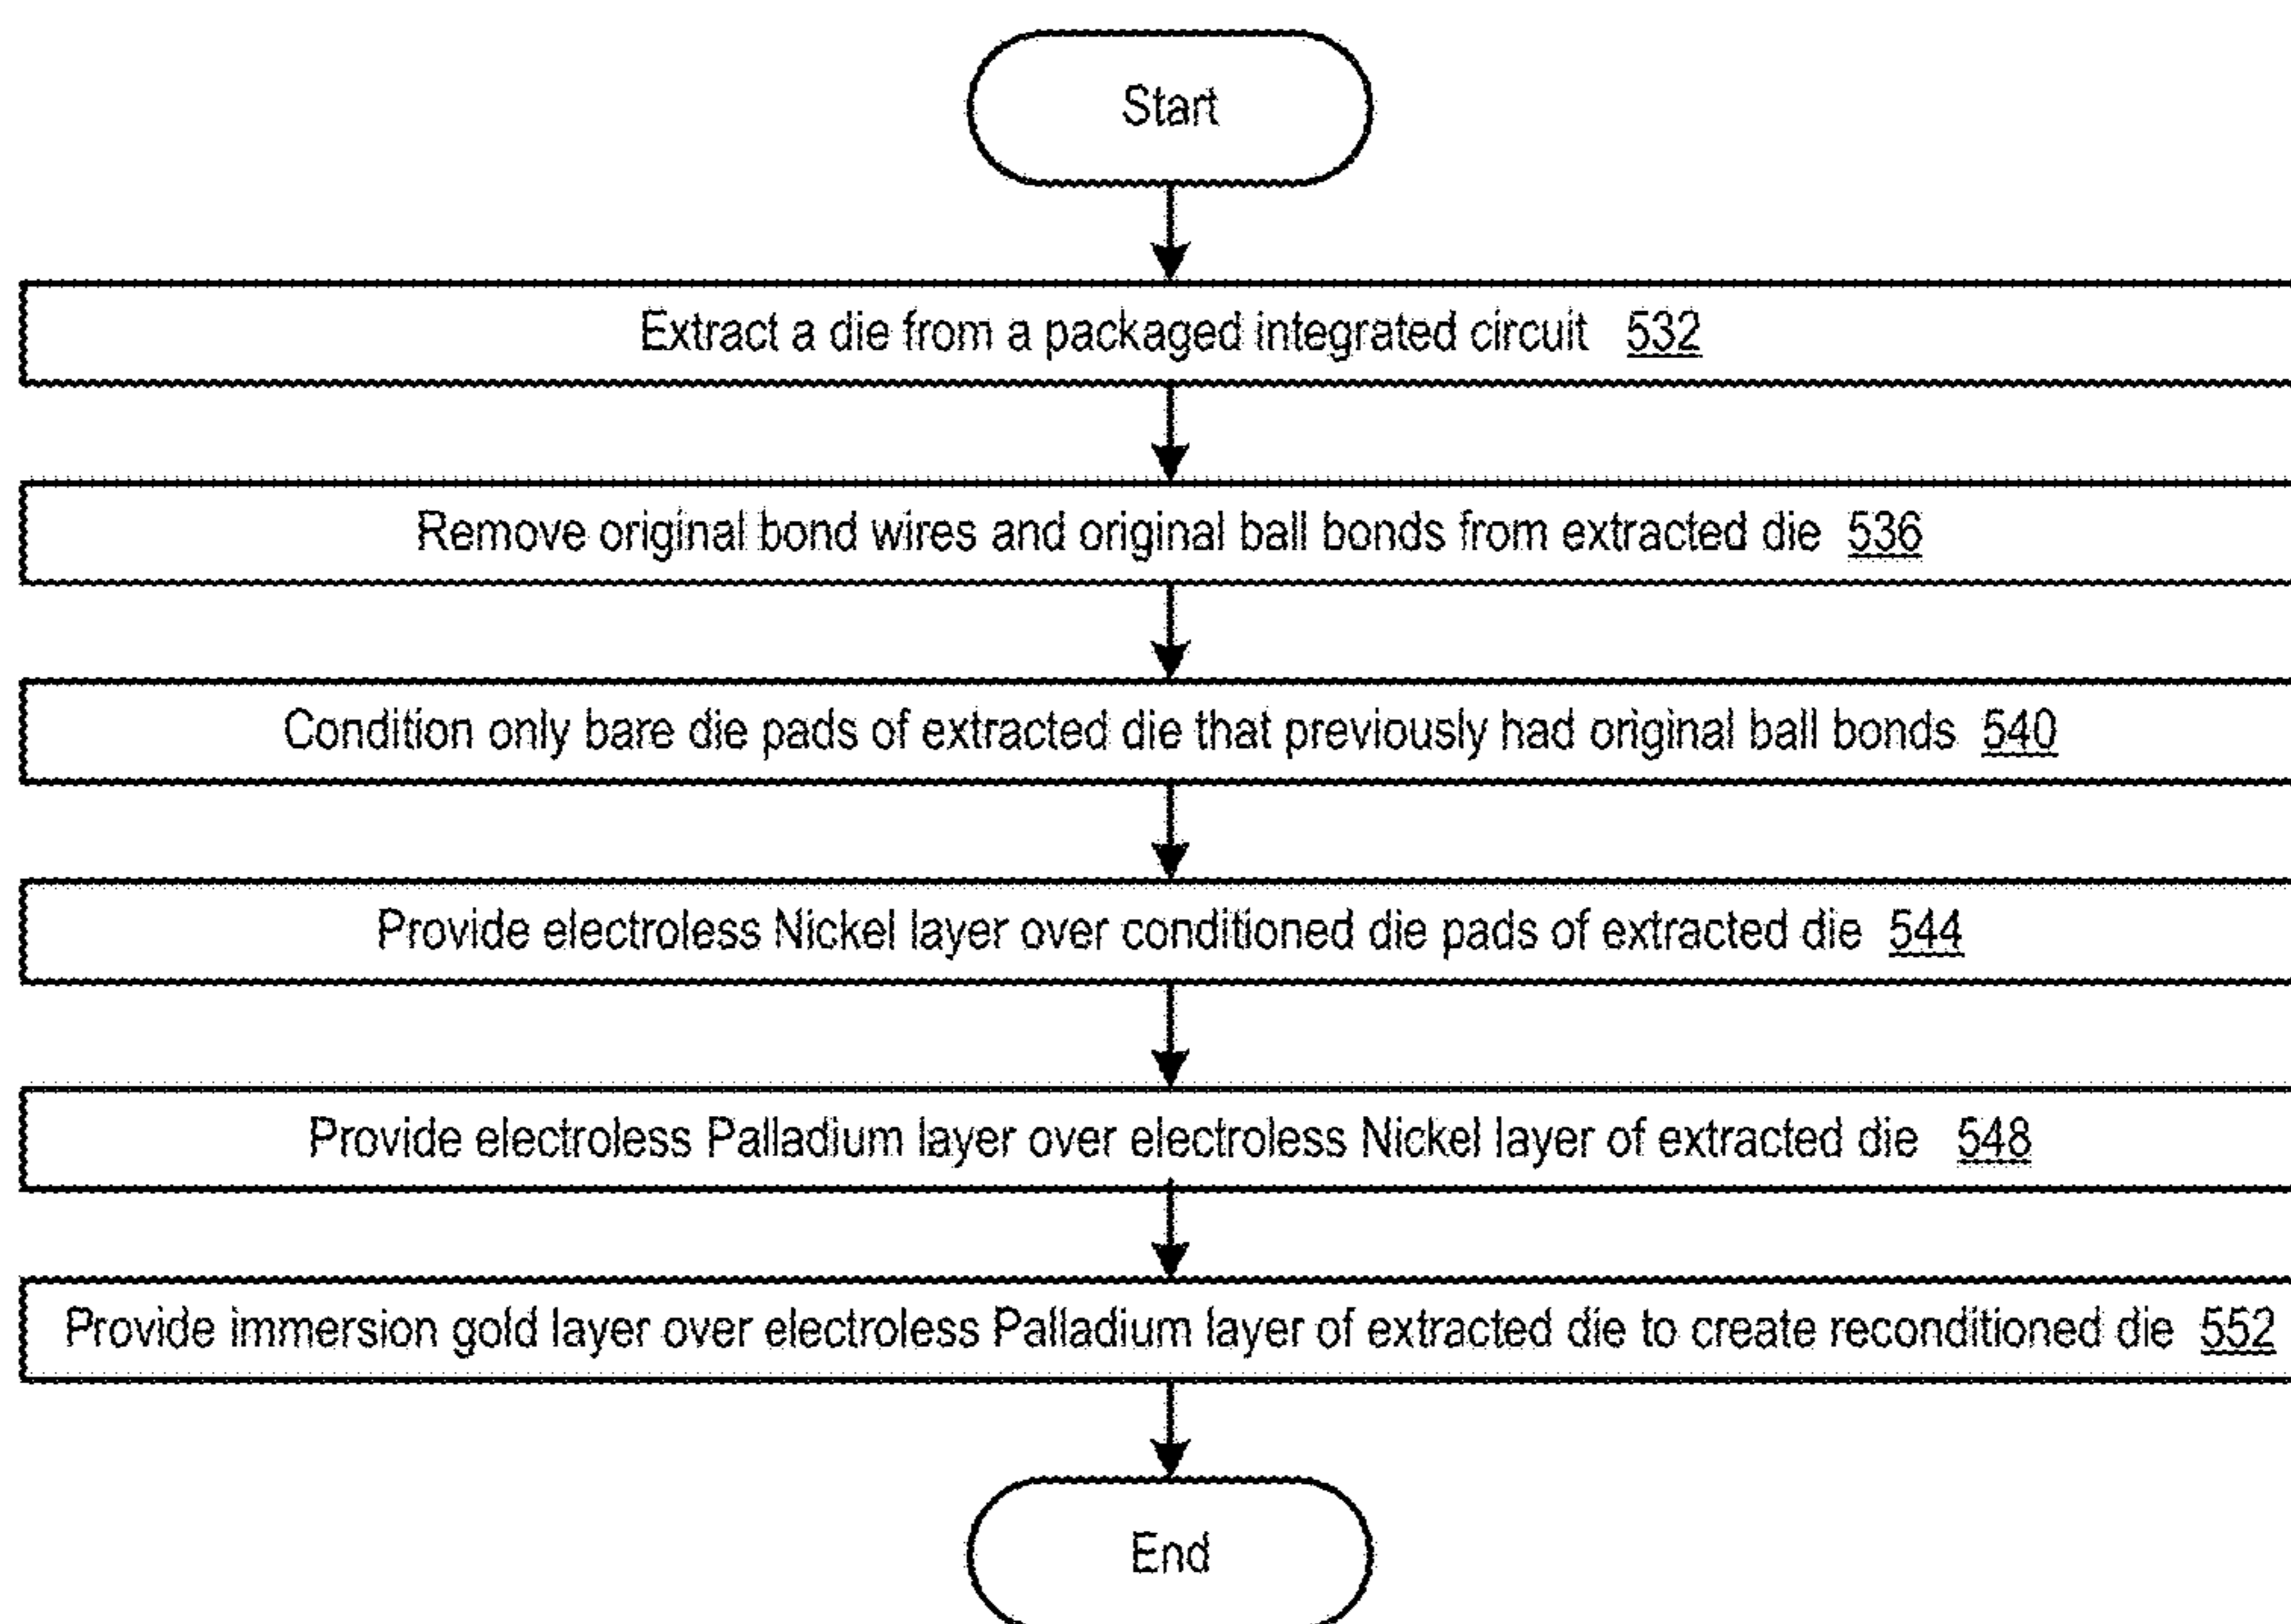 Start
Extract a die from a packaged integrated circuit 532
Remove original bond wires and original ball bonds from extracted die 536
Condition only bare die pads of extracted die that previously had original ball bonds 540
Provide electroless Nickel layer over conditioned die pads of extracted die 544
Provide electroless Palladium layer over electroless Nickel layer of extracted die 548
Provide immersion gold layer over electroless Palladium layer of extracted die to create reconditioned die 552
End